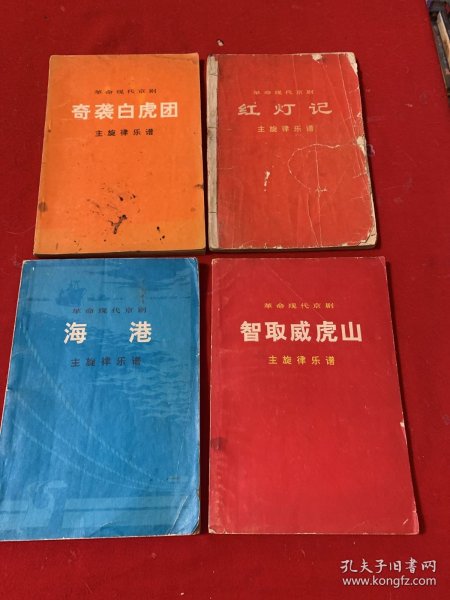 革命现代京剧
奇袭白虎团
主旋律乐谱
革命现代京剧
红灯记
主旋律乐谱
革命现代京剧
海港
主旋律乐谱
革命现代京剧
智取威虎山
主旋律乐谱
孔夫子旧书网
www.kongfz.com